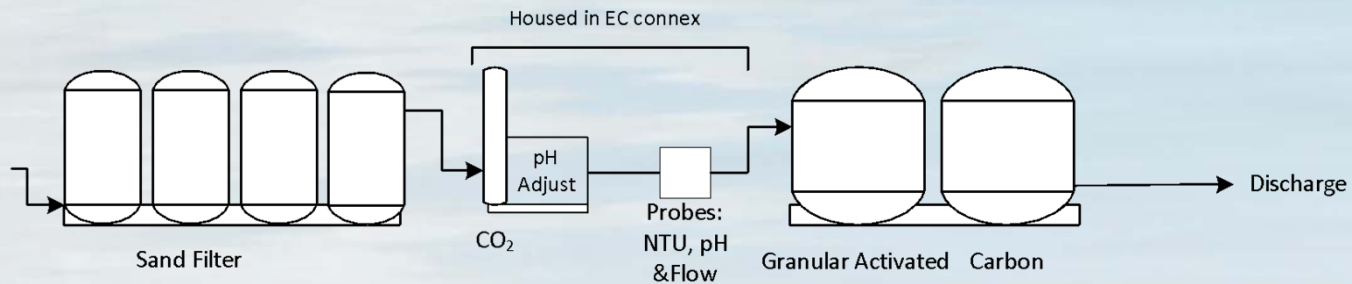 Housed in EC connex
pH
Adjust
Sand Filter
CO₂
Probes:
NTU, pH
&Flow
Granular Activated Carbon
Discharge